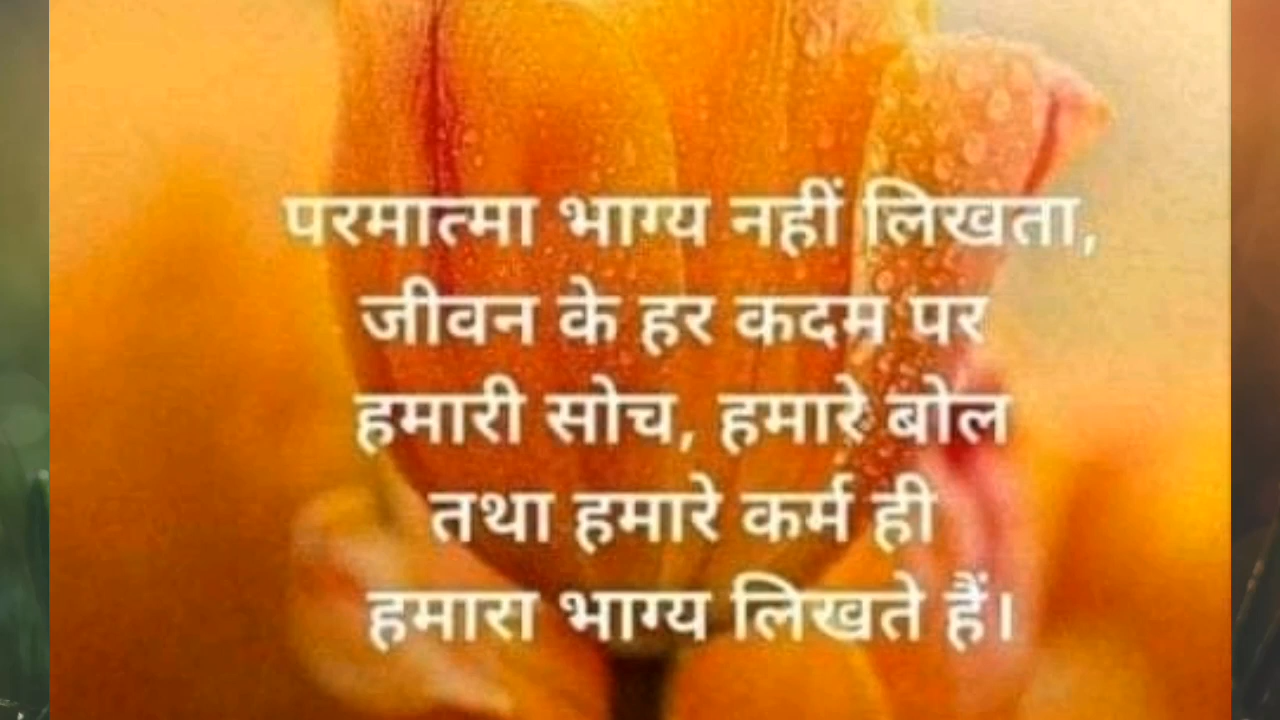 परमात्मा भाग्य नहीं लिखता,
जीवन के हर कदम पर
हमारी सोच, हमारे बोल
तथा हमारे कर्म ही
हमारा भाग्य लिखते हैं।